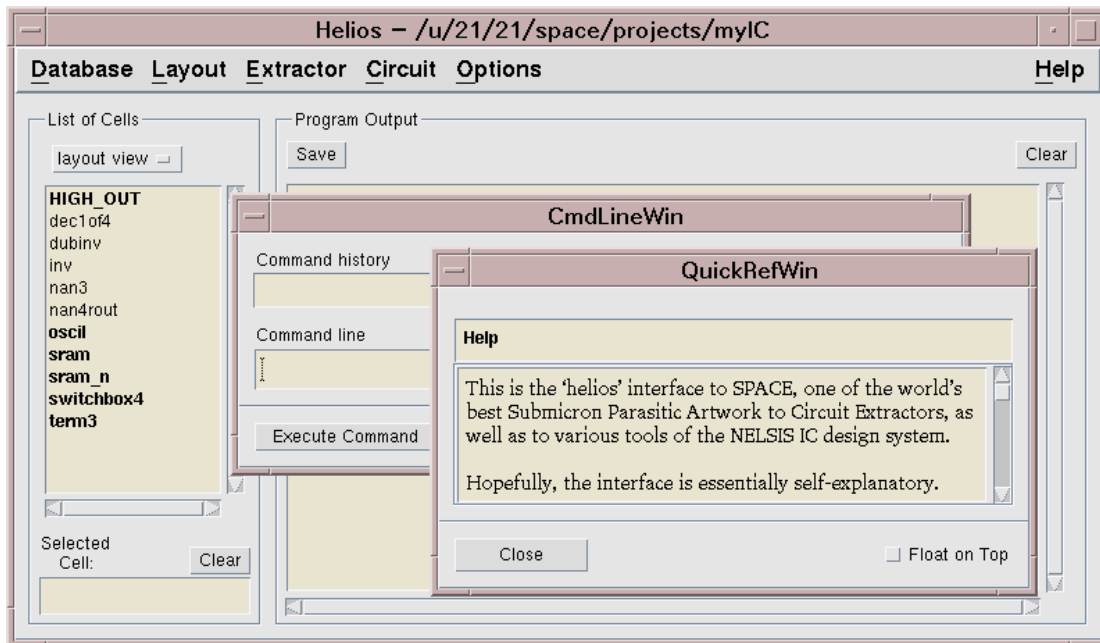 Helios – /u/21/21/space/projects/myIC
Database Layout Extractor Circuit Options Help
List of Cells
layout view
HIGH_OUT
dec1of4
dubinv
inv
nan3
nan4rout
oscil
sram
sram_n
switchbox4
term3
Selected
Cell:
Clear
Program Output
Save
Clear
CmdLineWin
Command history
Command line
Execute Command
QuickRefWin
Help
This is the ‘helios’ interface to SPACE, one of the world’s
best Submicron Parasitic Artwork to Circuit Extractors, as
well as to various tools of the NELSIS IC design system.
Hopefully, the interface is essentially self-explanatory.
Close
Float on Top